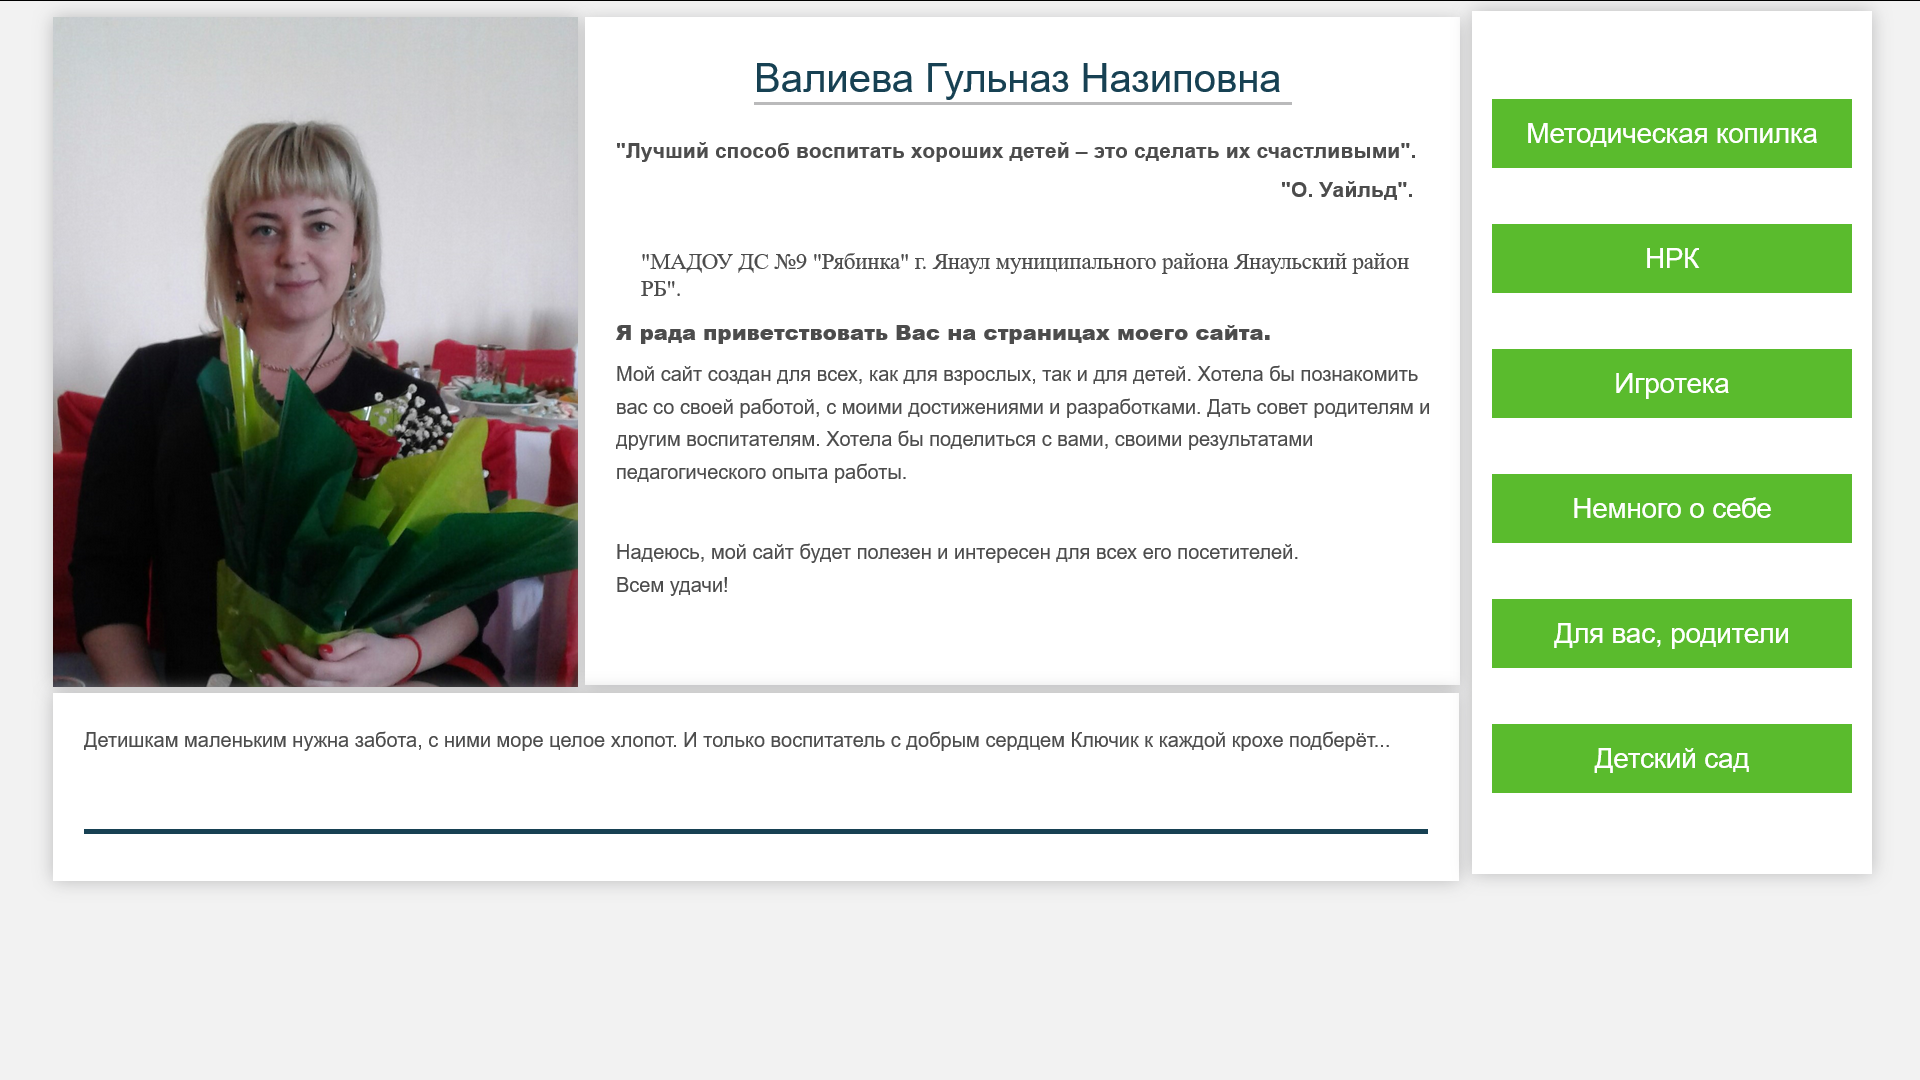 Валиева Гульназ Назиповна
"Лучший способ воспитать хороших детей – это сделать их счастливыми".
"О. Уайльд".
"МАДОУ ДС №9 "Рябинка" г. Янаул муниципального района Янаульский район
РБ".
Я рада приветствовать Вас на страницах моего сайта.
Мой сайт создан для всех, как для взрослых, так и для детей. Хотела бы познакомить
вас со своей работой, с моими достижениями и разработками. Дать совет родителям и
другим воспитателям. Хотела бы поделиться с вами, своими результатами
педагогического опыта работы.
Надеюсь, мой сайт будет полезен и интересен для всех его посетителей.
Всем удачи!
Детишкам маленьким нужна забота, с ними море целое хлопот. И только воспитатель с добрым сердцем Ключик к каждой крохе подберёт...
Методическая копилка
НРК
Игротека
Немного о себе
Для вас, родители
Детский сад